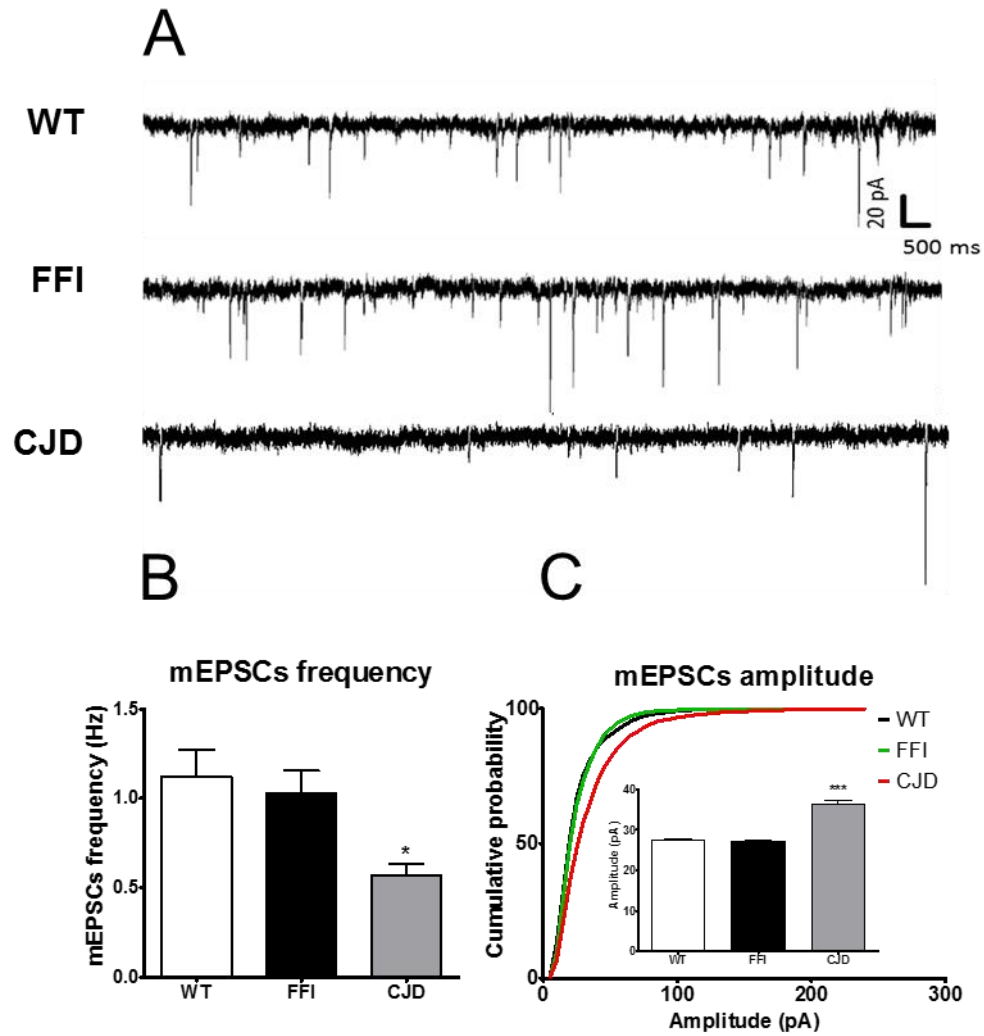 A
WT
20 pA
500 ms
FFI
CJD
B
C
mEPSCs frequency
mEPSCs frequency (Hz)
1.5
1.0
0.5
0.0
*
WT
FFI
CJD
mEPSCs amplitude
Cumulative probability
100
50
0
0
100
200
300
Amplitude (pA)
WT
FFI
CJD
Amplitude (pA)
40
30
20
10
0
***
WT
FFI
CJD